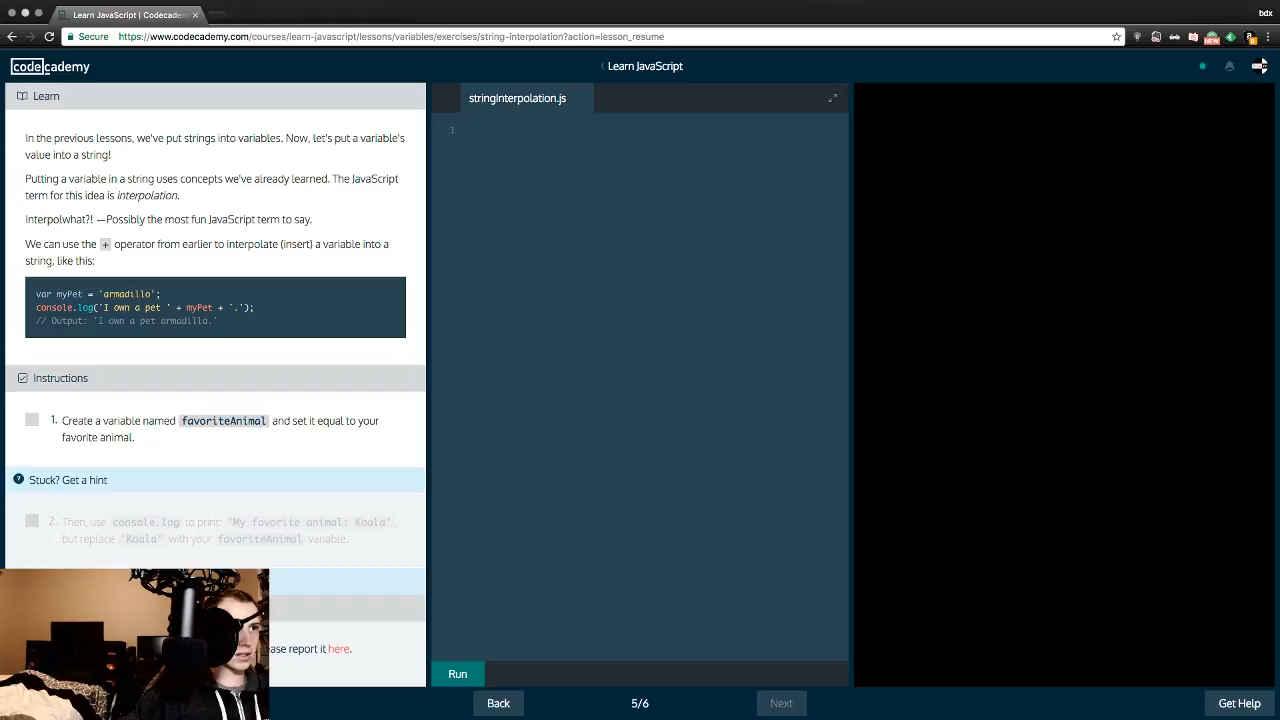 Learn JavaScript | Codecadem
bdx
Secure https://www.codecademy.com/courses/learn-javascript/lessons/variables/exercises/string-interpolation?action=lesson_resume
NEW
codecademy
Learn JavaScript
Learn
stringInterpolation.js
1
In the previous lessons, we've put strings into variables. Now, let's put a variable's
value into a string!
Putting a variable in a string uses concepts we've already learned. The JavaScript
term for this idea is interpolation.
Interpolwhat?! —Possibly the most fun JavaScript term to say.
We can use the + operator from earlier to interpolate (insert) a variable into a
string, like this:
var myPet = 'armadillo';
console.log('I own a pet ' + myPet + '.');
// Output: 'I own a pet armadillo.'
Instructions
1. Create a variable named favoriteAnimal and set it equal to your
favorite animal.
? Stuck? Get a hint
2. Then, use console.log to print: 'My favorite animal: Koala',
but replace 'Koala' with your favoriteAnimal variable.
ase report it here.
Run
Back
5/6
Next
Get Help